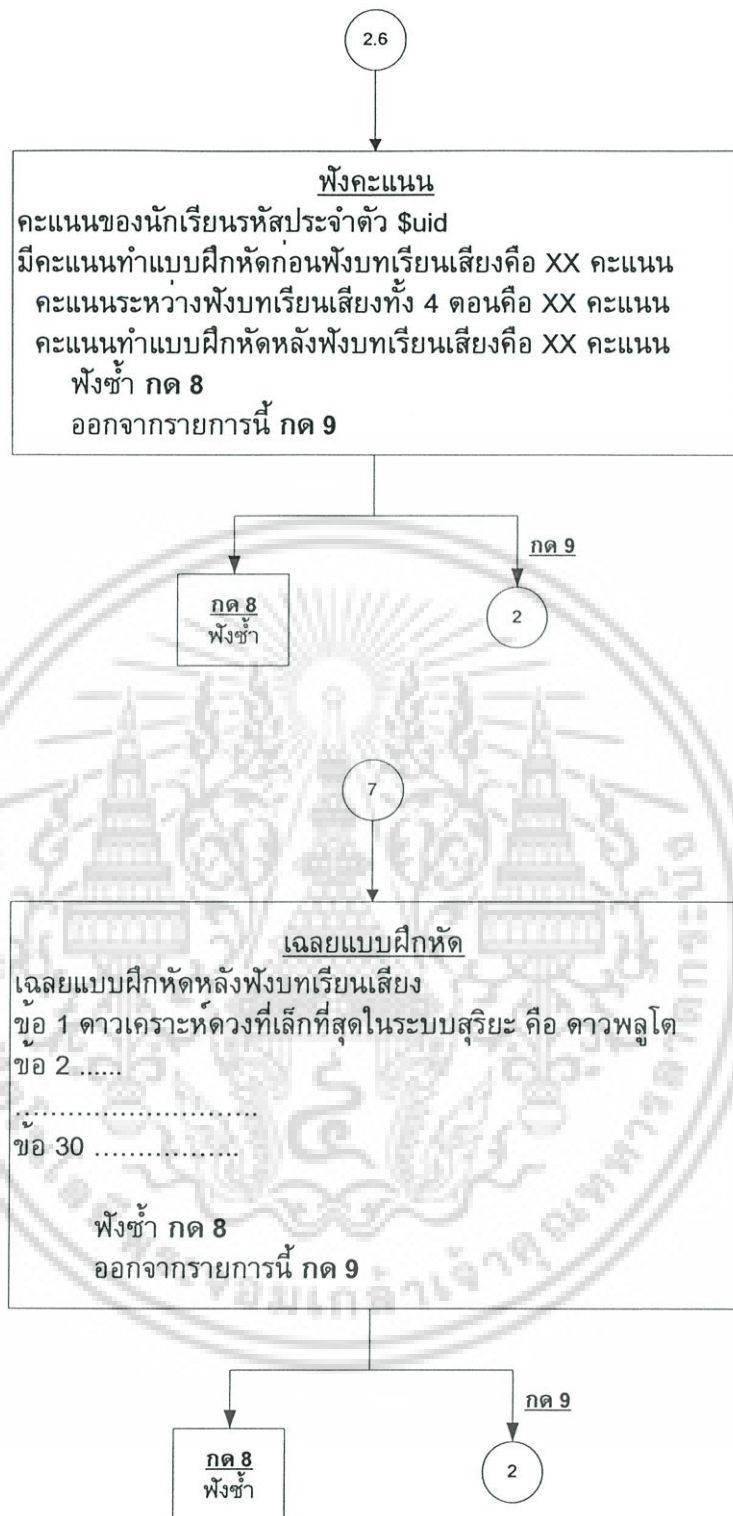 2.6
ฟังคะแนน
คะแนนของนักเรียนรหัสประจำตัว $uid
มีคะแนนทำแบบฝึกหัดก่อนฟังบทเรียนเสียงคือ XX คะแนน
คะแนนระหว่างฟังบทเรียนเสียงทั้ง 4 ตอนคือ XX คะแนน
คะแนนทำแบบฝึกหัดหลังฟังบทเรียนเสียงคือ XX คะแนน
ฟังซ้ำ กด 8
ออกจากรายการนี้ กด 9
กด 9
กด 8
ฟังซ้ำ
2
7
เฉลยแบบฝึกหัด
เฉลยแบบฝึกหัดหลังฟังบทเรียนเสียง
ข้อ 1 ดาวเคราะห์ดวงที่เล็กที่สุดในระบบสุริยะ คือ ดาวพลูโต
ข้อ 2 ......
............................
ข้อ 30 .................
ฟังซ้ำ กด 8
ออกจากรายการนี้ กด 9
กด 9
กด 8
ฟังซ้ำ
2